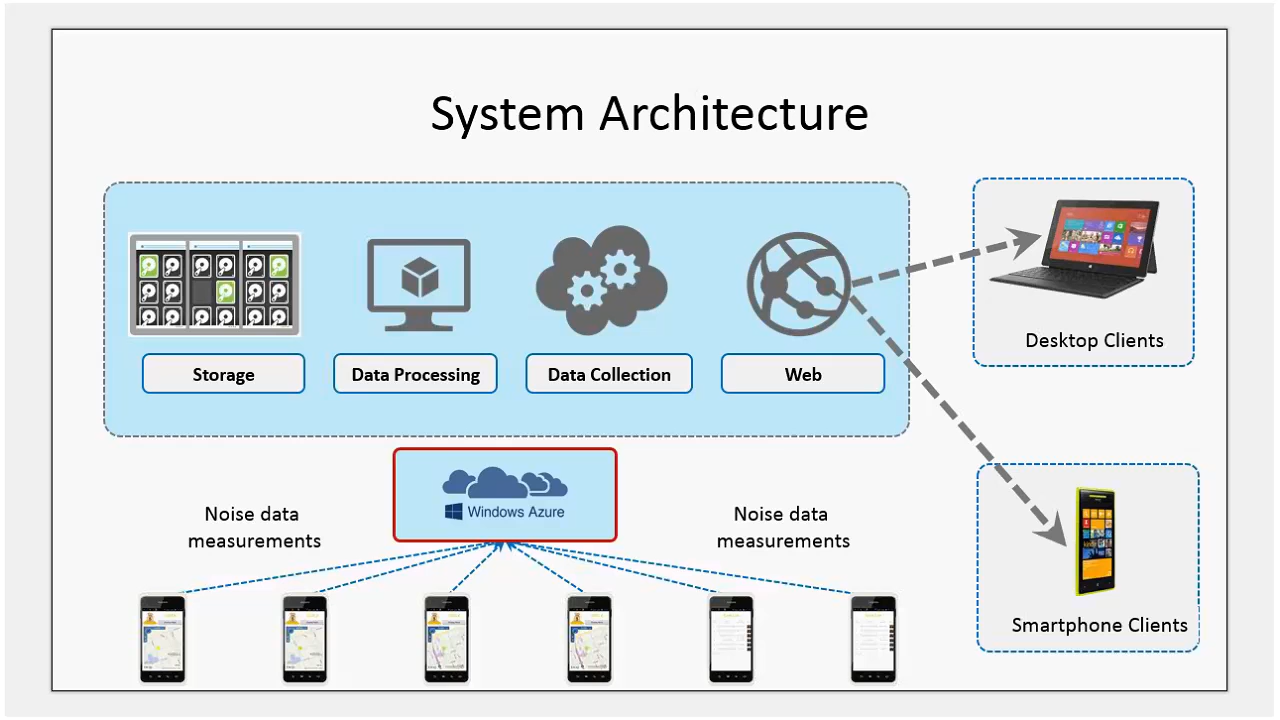 System Architecture
Storage
Data Processing
Data Collection
Web
Desktop Clients
Windows Azure
Noise data
measurements
Noise data
measurements
Smartphone Clients